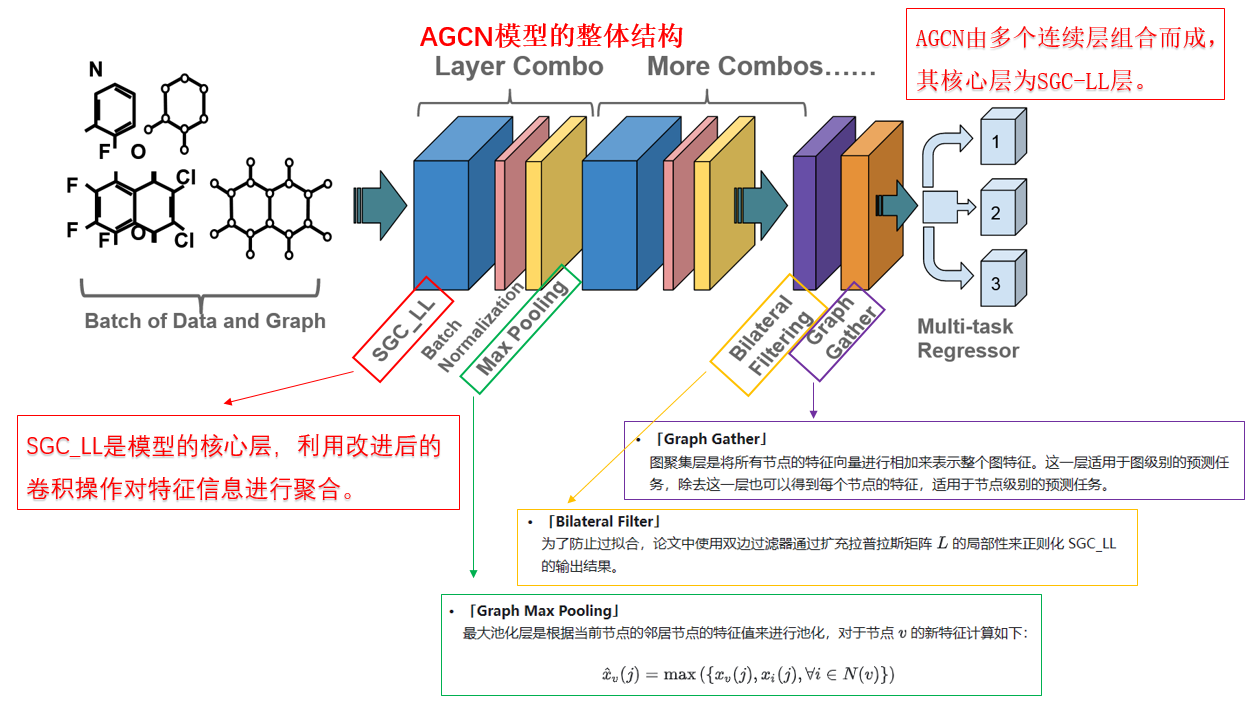 AGCN模型的整体结构
Layer Combo
More Combos......
AGCN由多个连续层组合而成，
其核心层为SGC-LL层。
N
F
O
F
F
F
O
Cl
Cl
Batch of Data and Graph
SGC_LL
Batch
Normalization
Max Pooling
Bilateral
Filtering
Graph
Gather
1
2
3
Multi-task
Regressor
SGC_LL是模型的核心层，利用改进后的
卷积操作对特征信息进行聚合。
• 「Graph Gather」
图聚集层是将所有节点的特征向量进行相加来表示整个图特征。这一层适用于图级别的预测任
务，除去这一层也可以得到每个节点的特征，适用于节点级别的预测任务。
• 「Bilateral Filter」
为了防止过拟合，论文中使用双边过滤器通过扩充拉普拉斯矩阵 L 的局部性来正则化 SGC_LL
的输出结果。
• 「Graph Max Pooling」
最大池化层是根据当前节点的邻居节点的特征值来进行池化，对于节点 v 的新特征计算如下：
x̂ᵥ(j) = max ({xᵥ(j), xᵢ(j), ∀i ∈ N(v)})